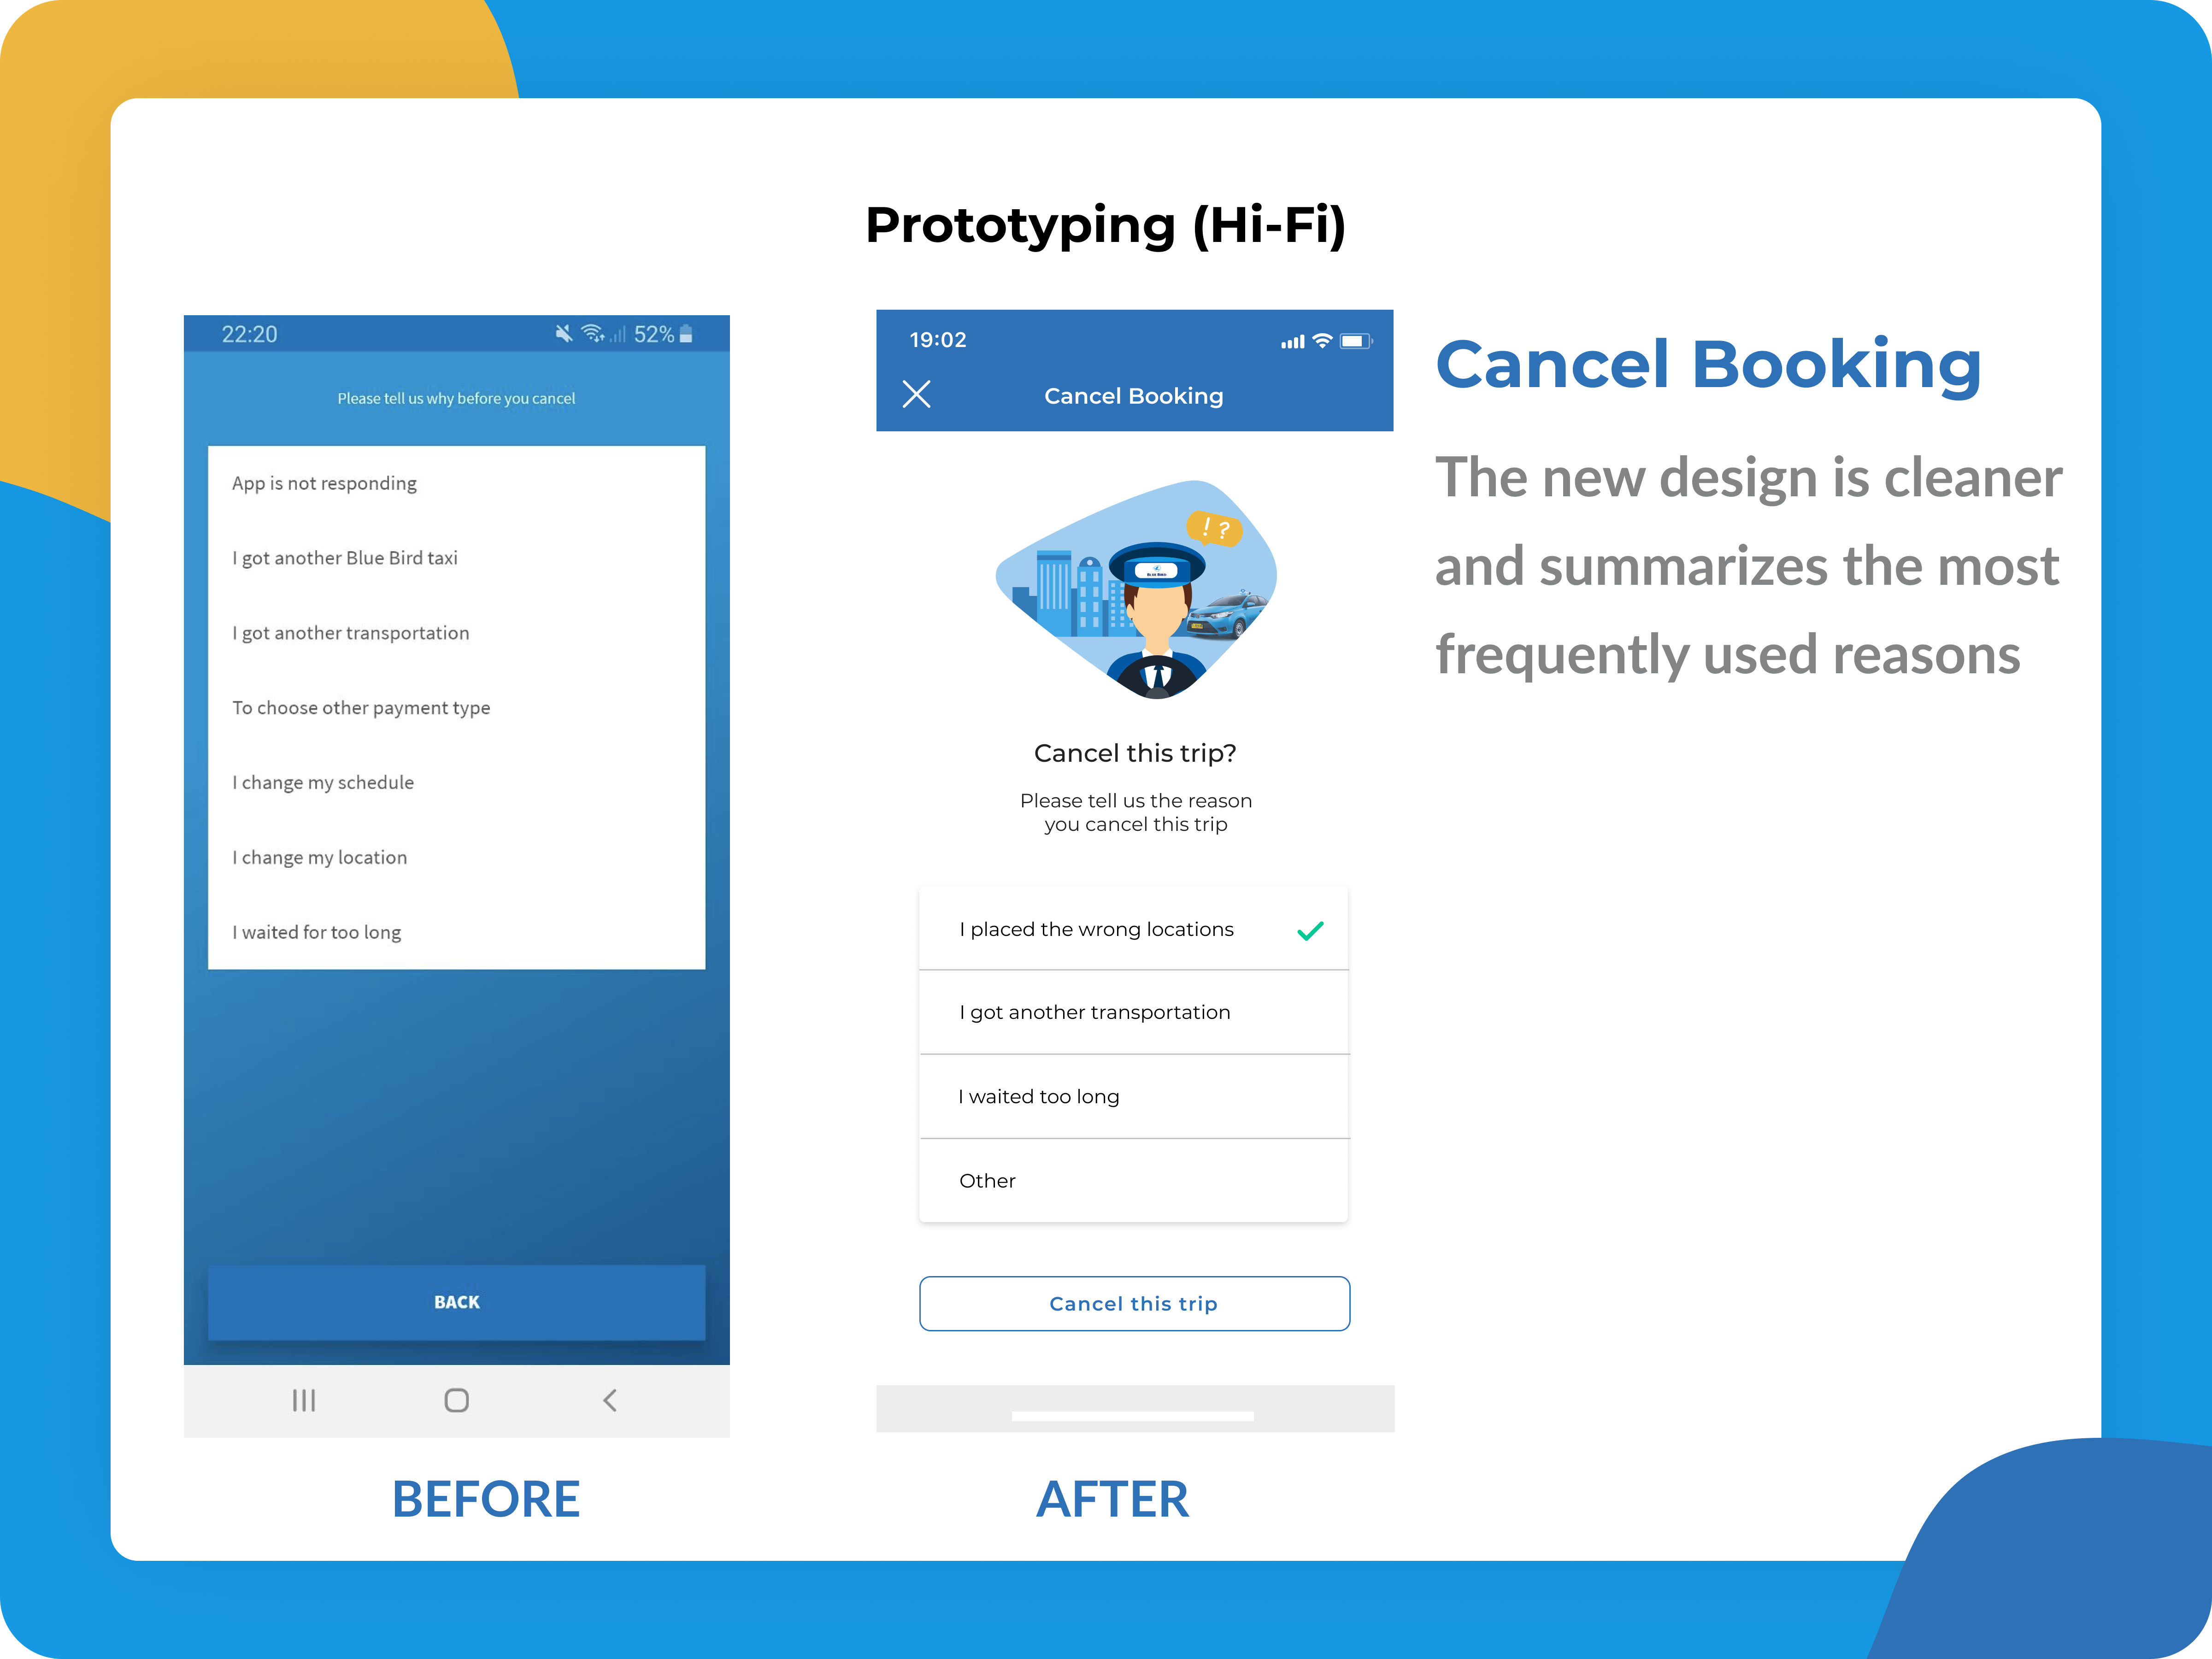 Prototyping (Hi-Fi)
22:20
52%
Please tell us why before you cancel
App is not responding
I got another Blue Bird taxi
I got another transportation
To choose other payment type
I change my schedule
I change my location
I waited for too long
BACK
BEFORE
19:02
Cancel Booking
! ?
BLUE BIRD
Cancel this trip?
Please tell us the reason
you cancel this trip
I placed the wrong locations
I got another transportation
I waited too long
Other
Cancel this trip
AFTER
Cancel Booking
The new design is cleaner
and summarizes the most
frequently used reasons